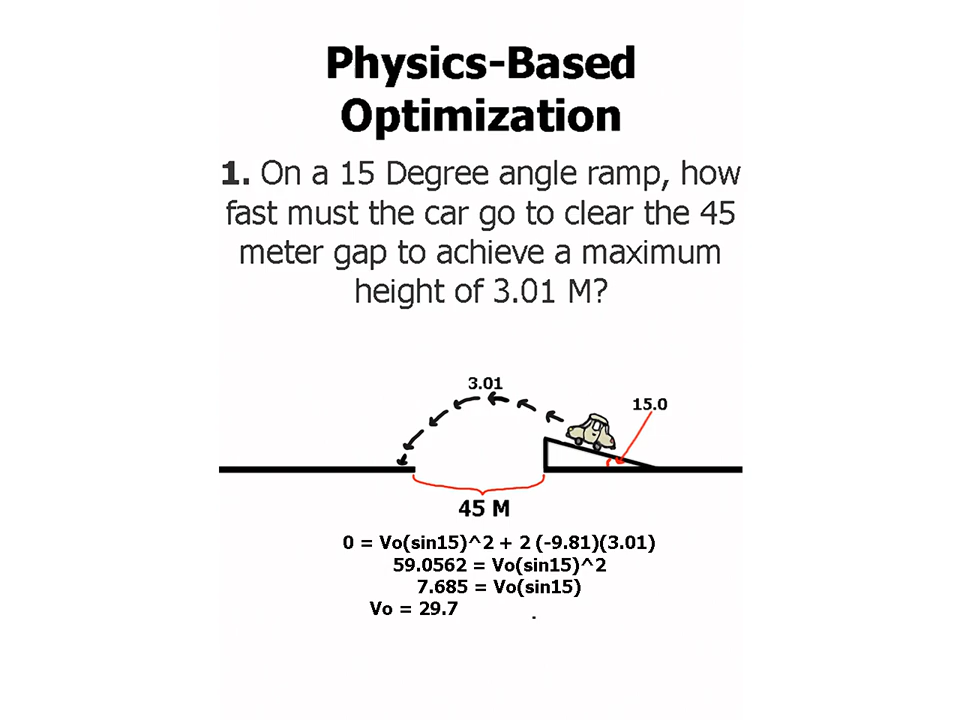 Physics-Based
Optimization
1. On a 15 Degree angle ramp, how
fast must the car go to clear the 45
meter gap to achieve a maximum
height of 3.01 M?
3.01
15.0
45 M
0 = Vo(sin15)^2 + 2 (-9.81)(3.01)
59.0562 = Vo(sin15)^2
7.685 = Vo(sin15)
Vo = 29.7 .